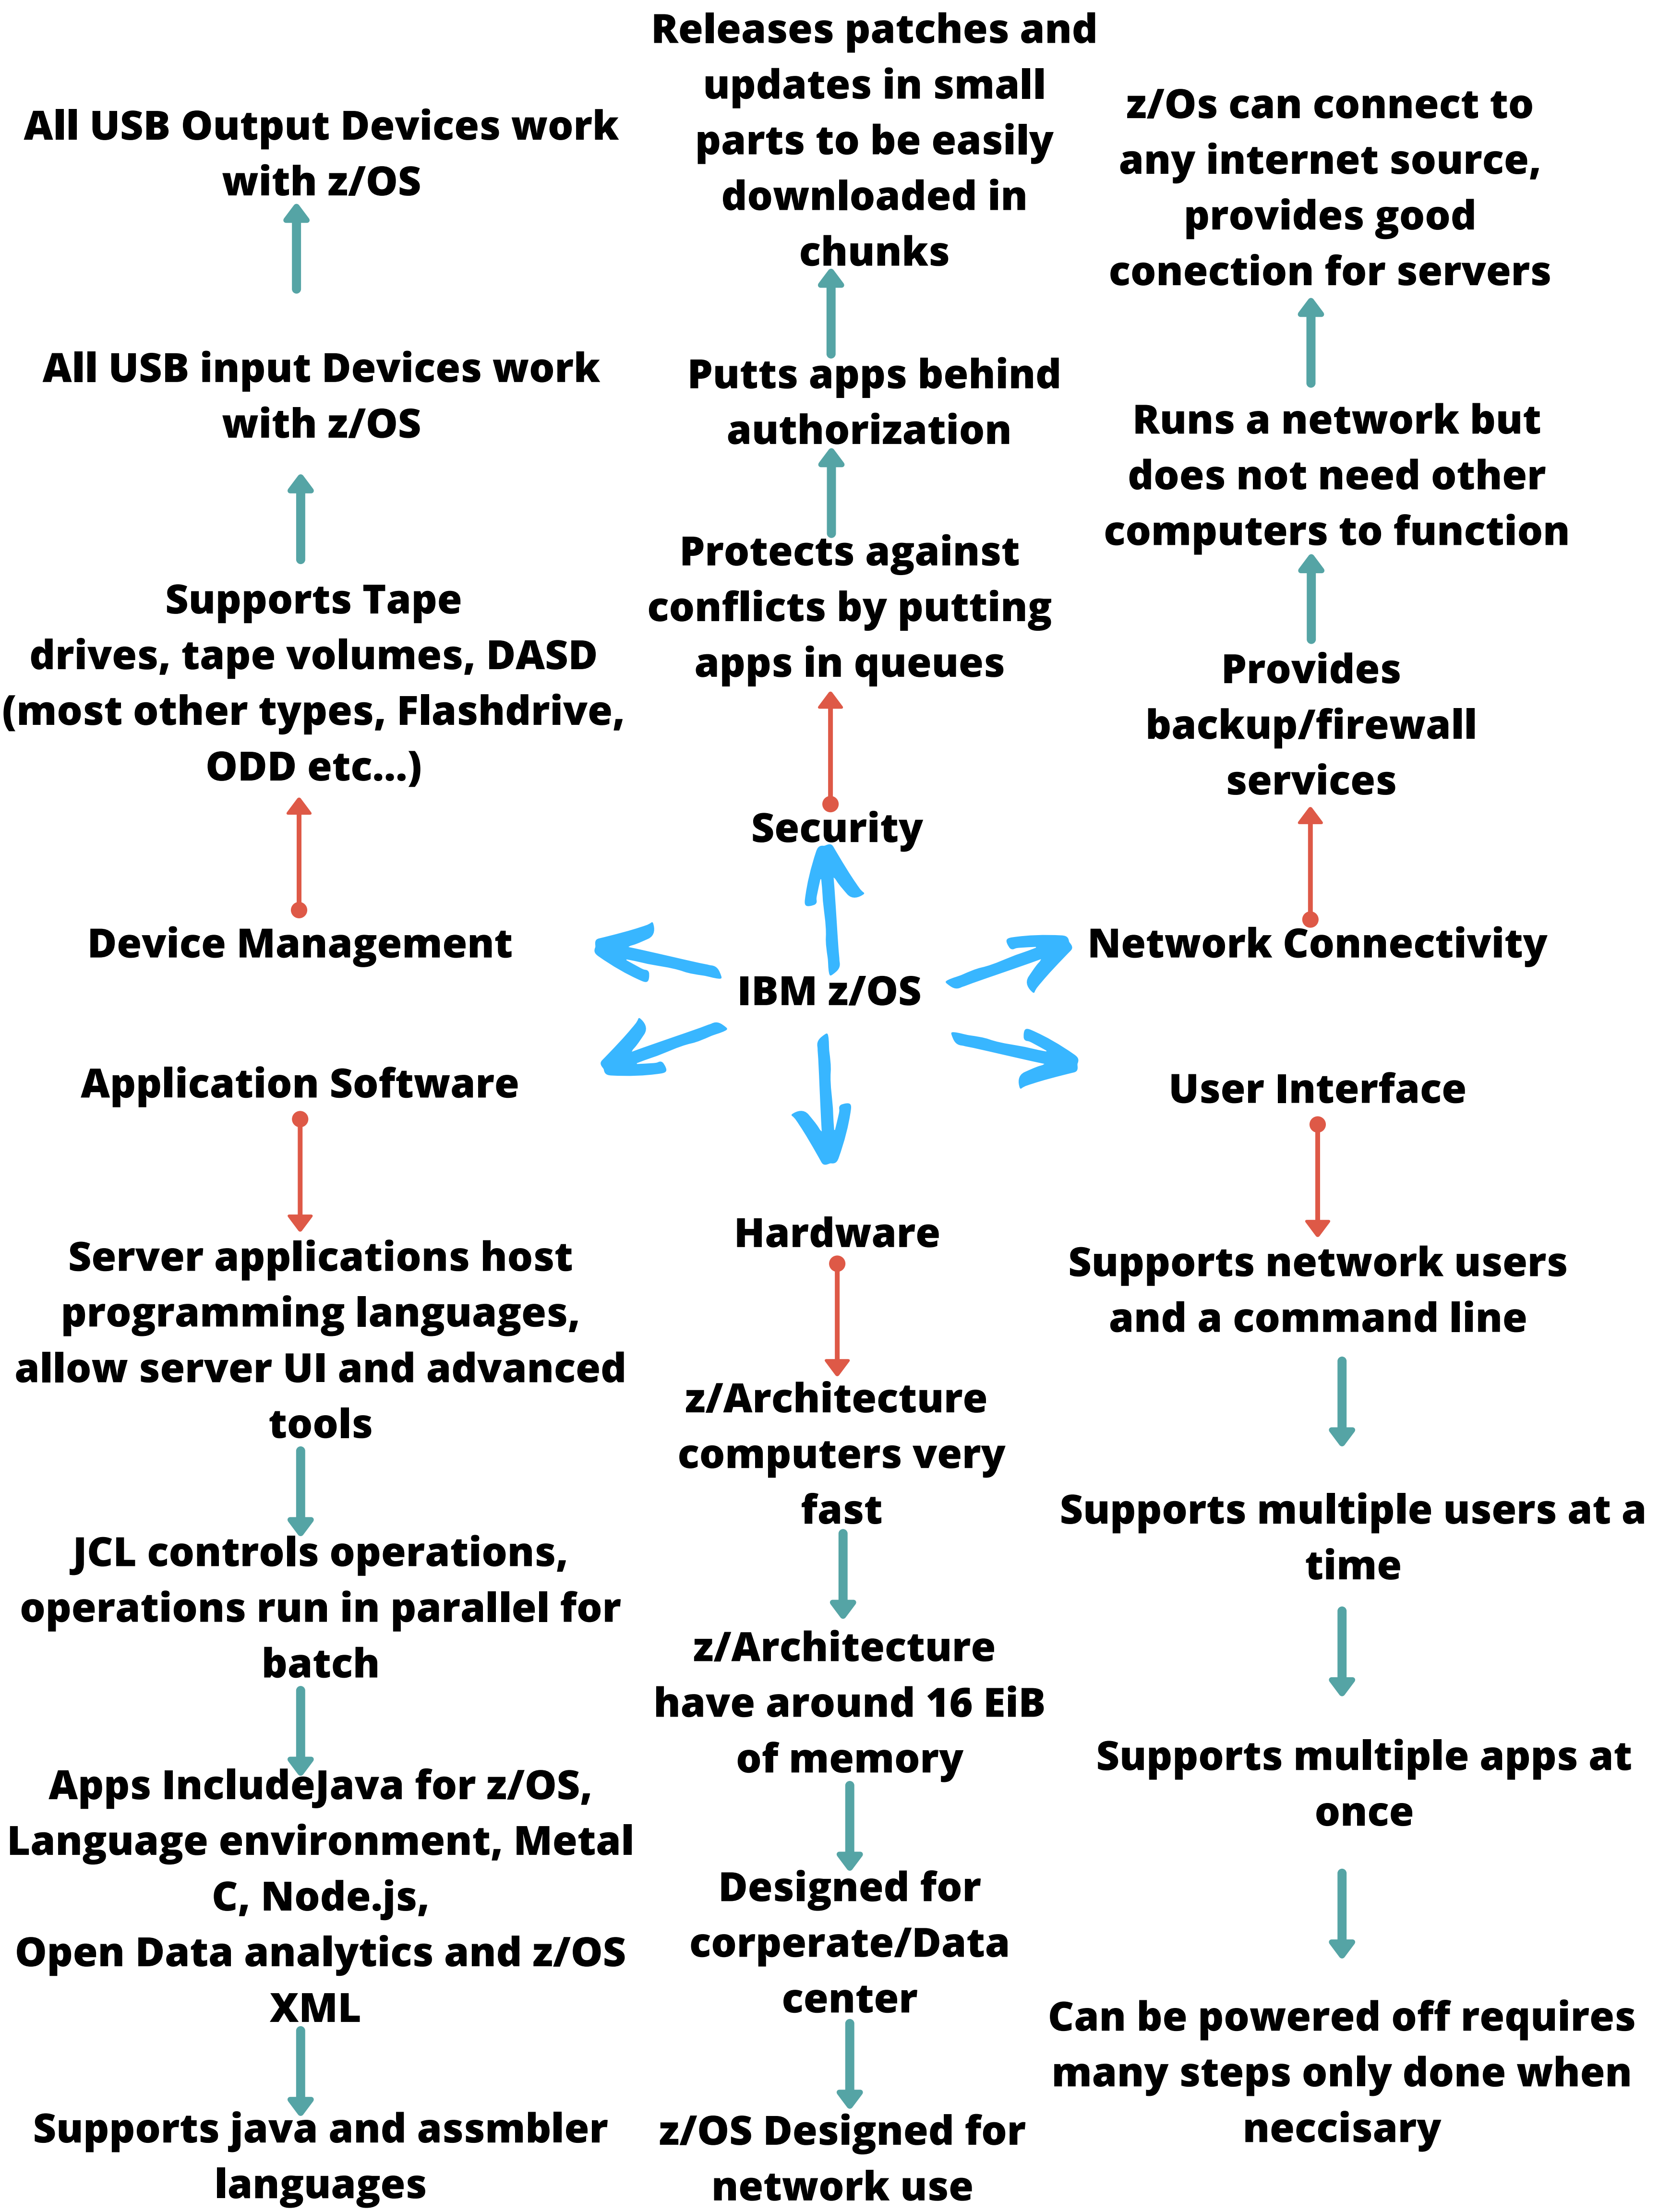 Releases patches and
updates in small
parts to be easily
downloaded in
chunks
All USB Output Devices work
with z/OS
z/Os can connect to
any internet source,
provides good
conection for servers
All USB input Devices work
with z/OS
Putts apps behind
authorization
Runs a network but
does not need other
computers to function
Supports Tape
drives, tape volumes, DASD
(most other types, Flashdrive,
ODD etc...)
Protects against
conflicts by putting
apps in queues
Provides
backup/firewall
services
Security
Device Management
Network Connectivity
IBM z/OS
Application Software
User Interface
Hardware
Server applications host
programming languages,
allow server UI and advanced
tools
JCL controls operations,
operations run in parallel for
batch
Apps IncludeJava for z/OS,
Language environment, Metal
C, Node.js,
Open Data analytics and z/OS
XML
Supports java and assmbler
languages
z/Architecture
computers very
fast
z/Architecture
have around 16 EiB
of memory
Designed for
corperate/Data
center
z/OS Designed for
network use
Supports network users
and a command line
Supports multiple users at a
time
Supports multiple apps at
once
Can be powered off requires
many steps only done when
neccisary